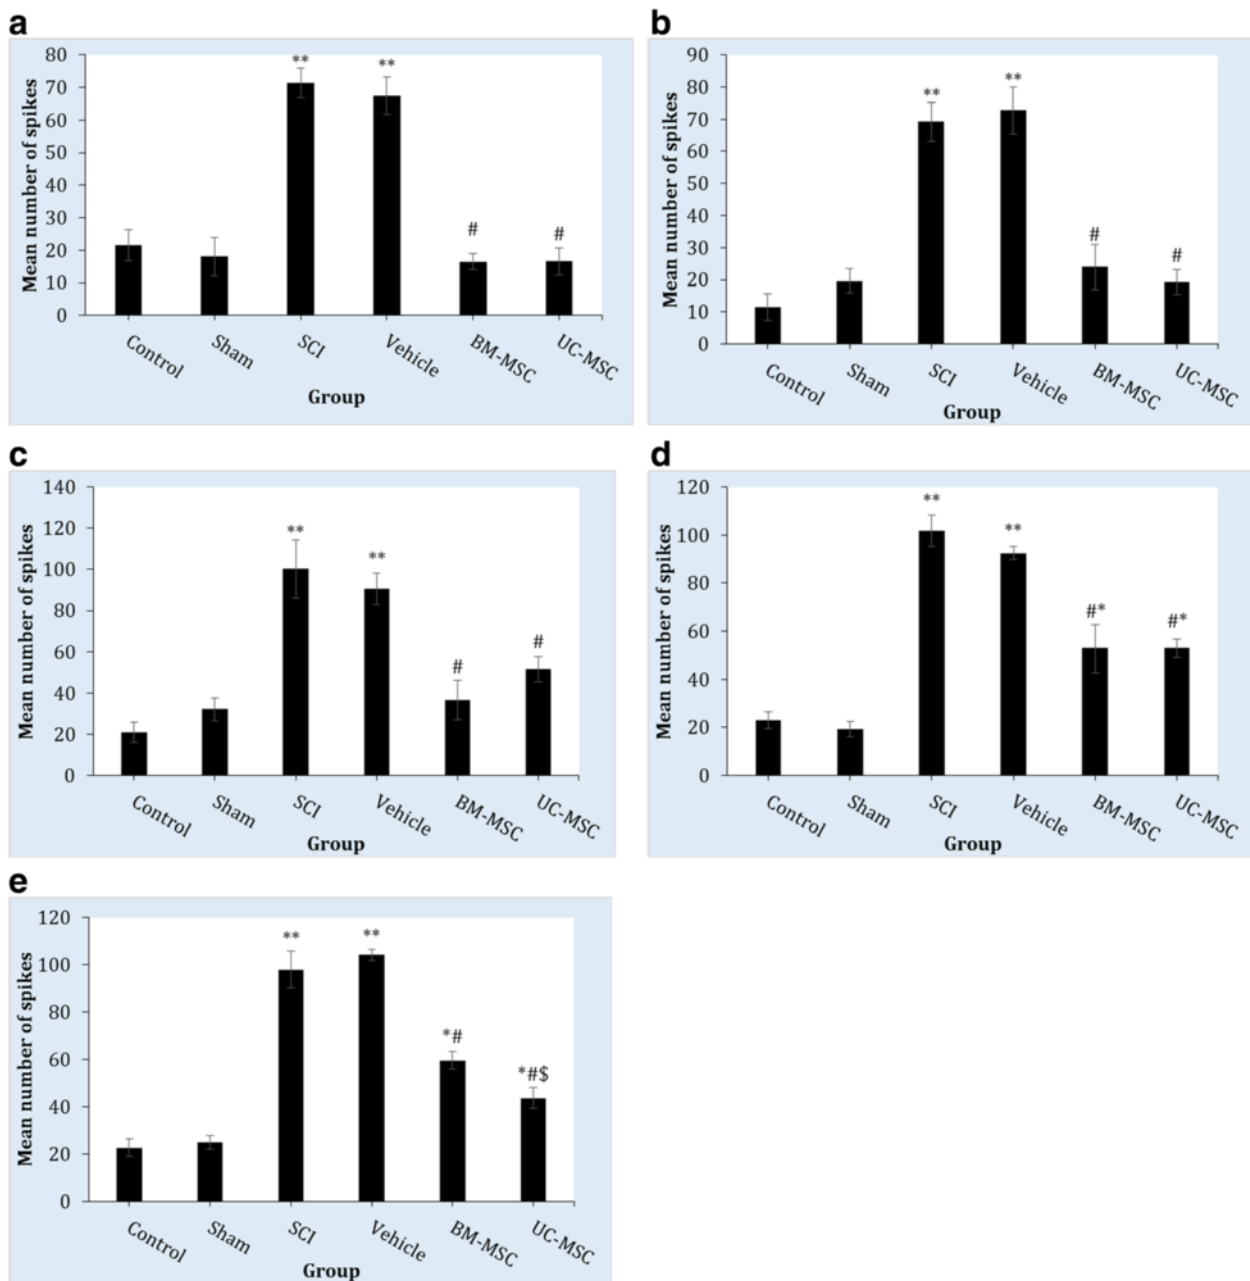 a
Mean number of spikes
80
70
60
50
40
30
20
10
0
** ** # #
Control Sham SCI Vehicle BM-MSC UC-MSC
Group
b
Mean number of spikes
90
80
70
60
50
40
30
20
10
0
** ** # #
Control Sham SCI Vehicle BM-MSC UC-MSC
Group
c
Mean number of spikes
140
120
100
80
60
40
20
0
** ** # #
Control Sham SCI Vehicle BM-MSC UC-MSC
Group
d
Mean number of spikes
120
100
80
60
40
20
0
** ** #* #*
Control Sham SCI Vehicle BM-MSC UC-MSC
Group
e
Mean number of spikes
120
100
80
60
40
20
0
** ** *# *#$
Control Sham SCI Vehicle BM-MSC UC-MSC
Group